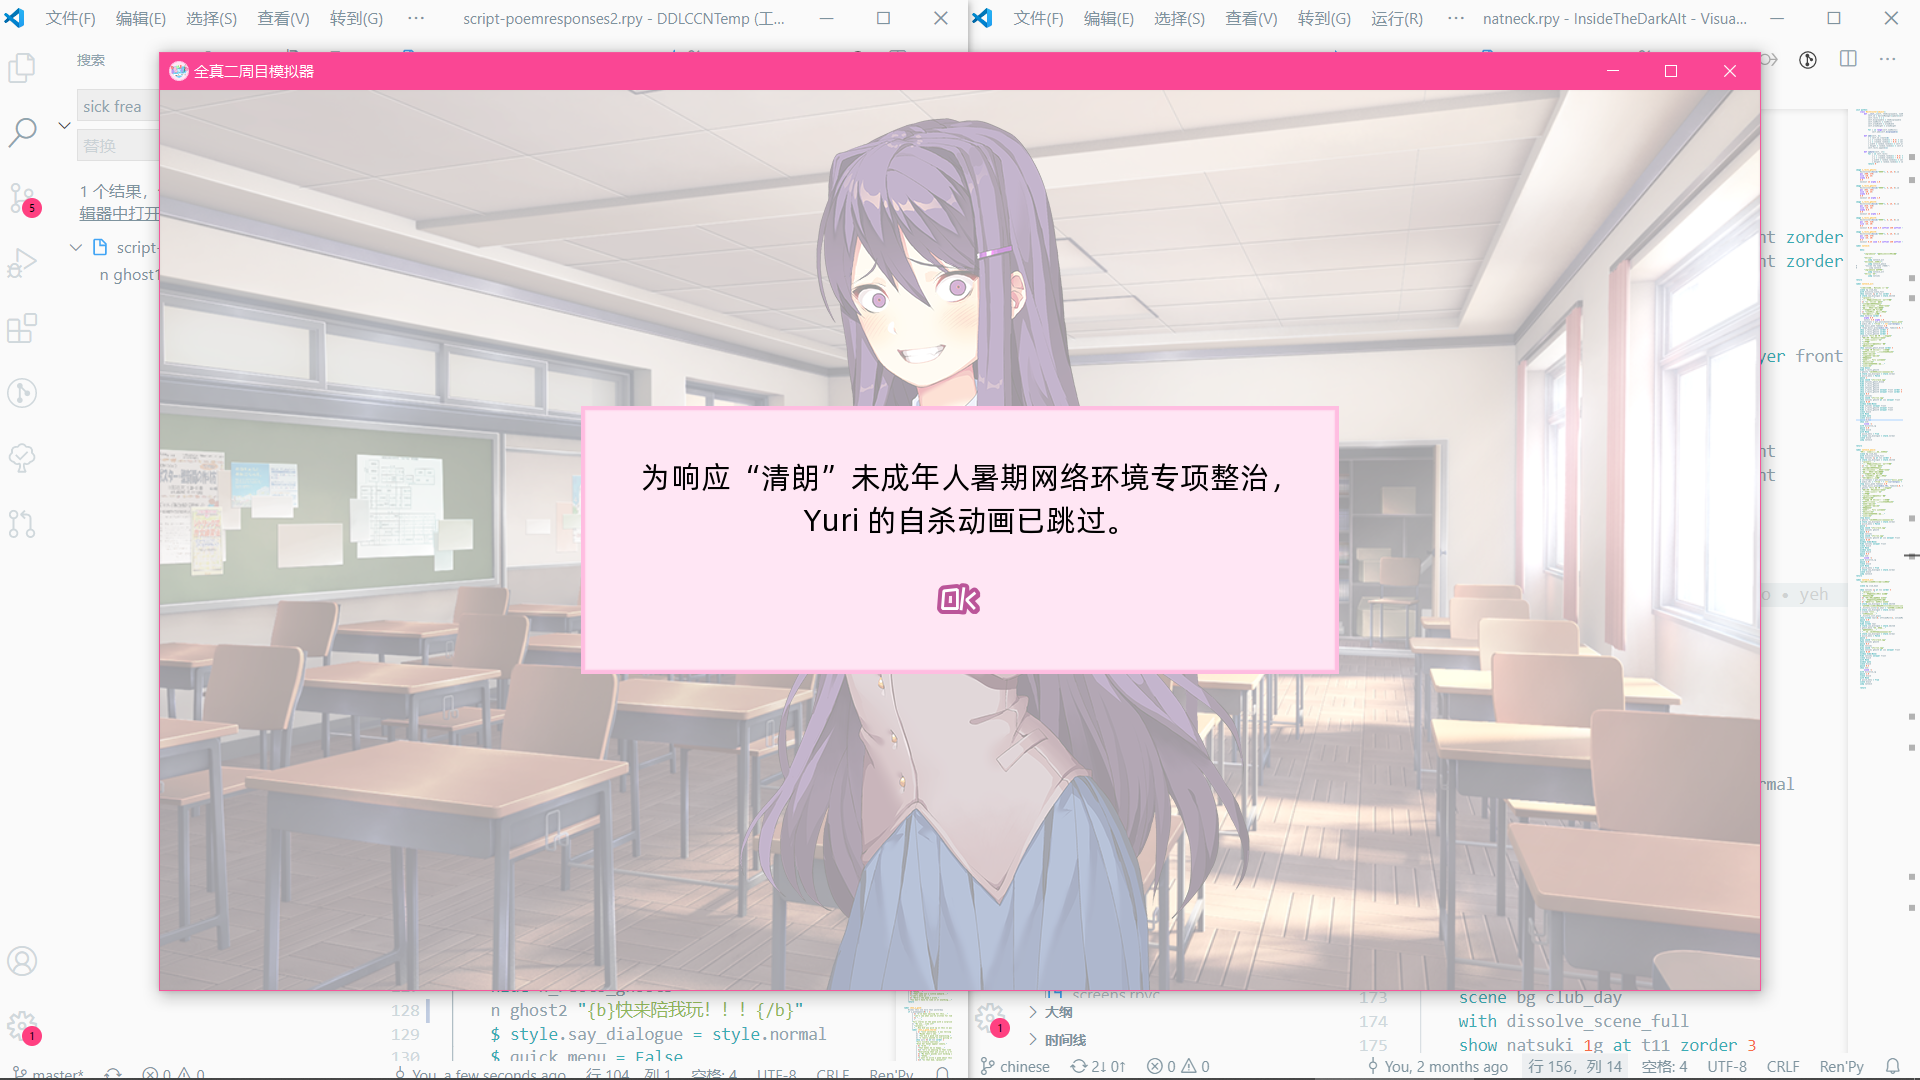 文件(F) 编辑(E) 选择(S) 查看(V) 转到(G) ··· script-poemresponses2.rpy - DDLCCNTemp (工...
文件(F) 编辑(E) 选择(S) 查看(V) 转到(G) 运行(R) ··· natneck.rpy - InsideTheDarkAlt - Visua...
搜索
全真二周目模拟器
sick frea
替换
1 个结果,
辑器中打开
5
script-
n ghost1
nt zorder
nt zorder
yer front
nt
nt
为响应“清朗”未成年人暑期网络环境专项整治，
Yuri 的自杀动画已跳过。
OK
o • yeh
rmal
128 n ghost2 "{b}快来陪我玩！！！{/b}"
129 $ style.say_dialogue = style.normal
130 $ quick_menu = False
1
screens.rpyc
大纲
时间线
1
173 scene bg club_day
174 with dissolve_scene_full
175 show natsuki 1g at t11 zorder 3
master* 0 0 You, a few seconds ago 行 104, 列 1 空格: 4 UTF-8 CRLF Ren'Py
chinese 2↓ 0↑ 0 0 You, 2 months ago 行 156, 列 14 空格: 4 UTF-8 CRLF Ren'Py